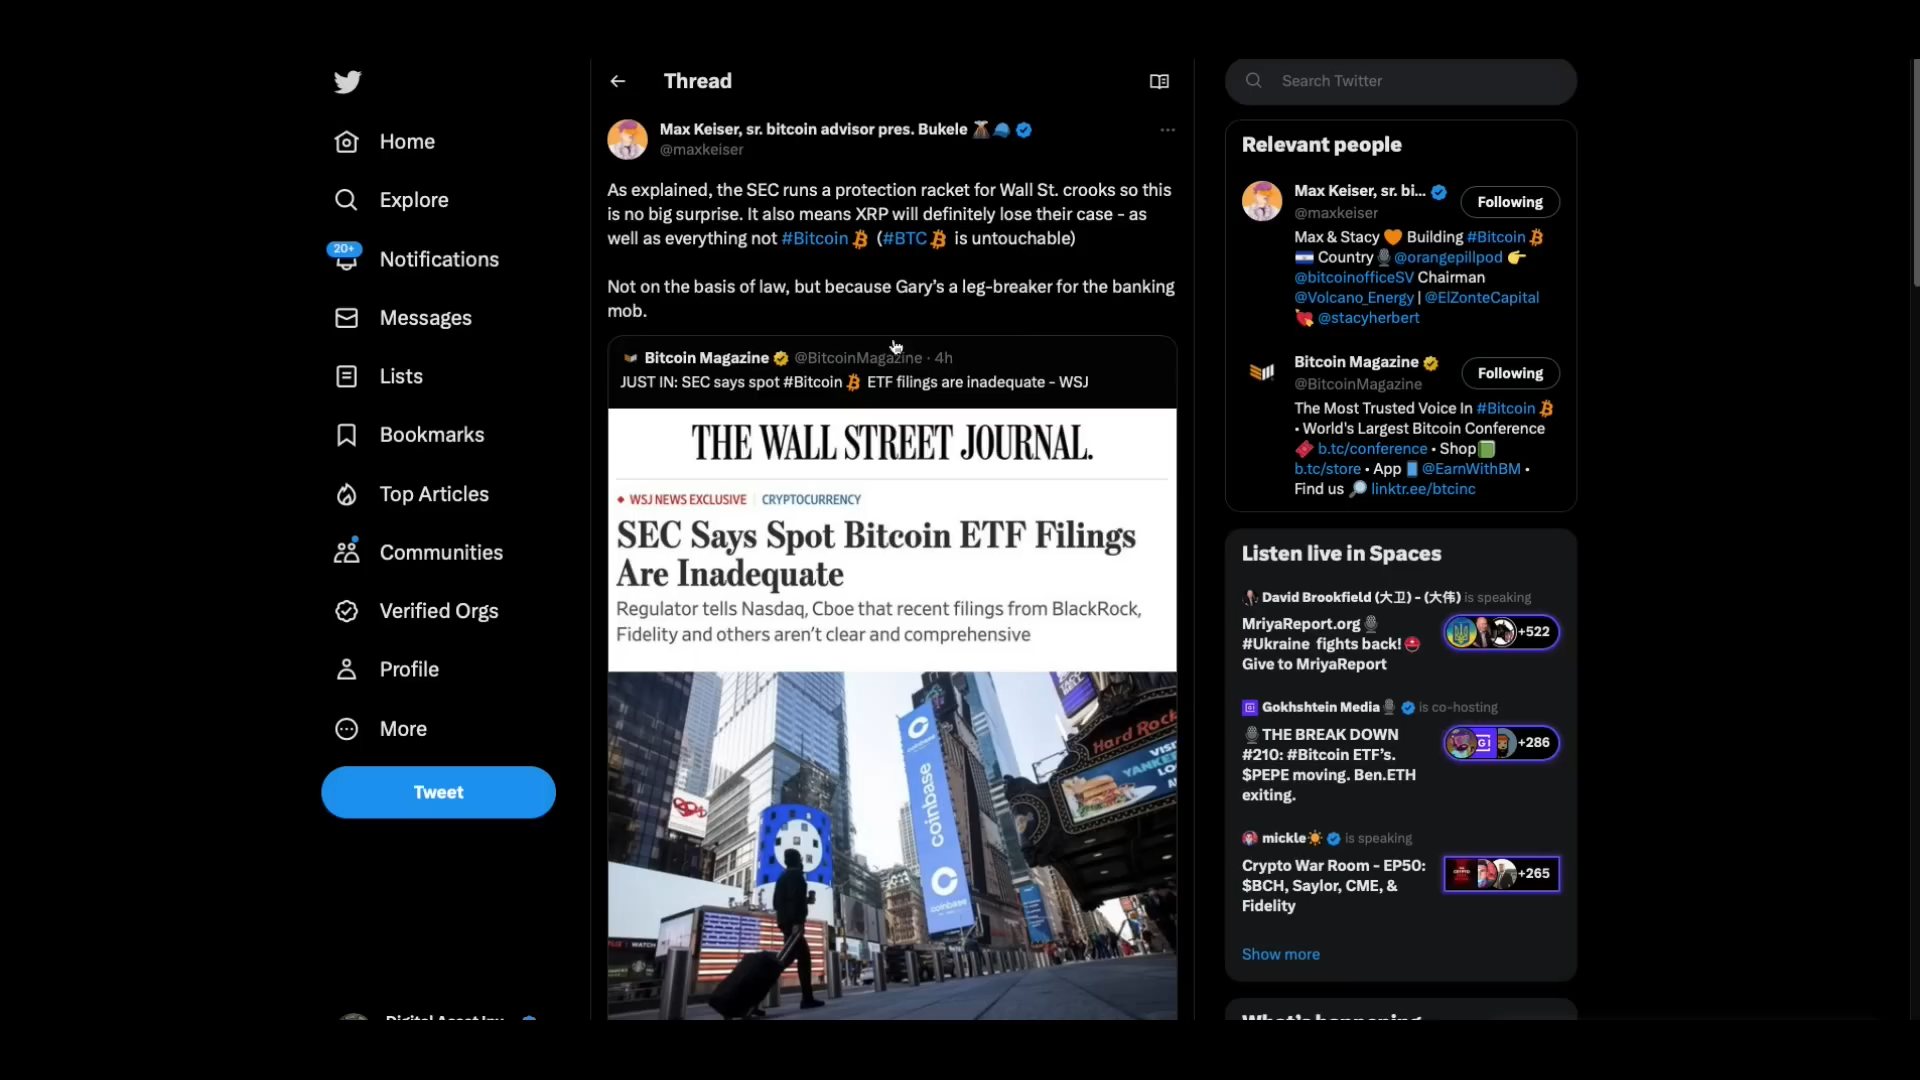 Thread
Search Twitter
Home
Explore
20+
Notifications
Messages
Lists
Bookmarks
Top Articles
Communities
Verified Orgs
Profile
More
Tweet
Max Keiser, sr. bitcoin advisor pres. Bukele
@maxkeiser
As explained, the SEC runs a protection racket for Wall St. crooks so this
is no big surprise. It also means XRP will definitely lose their case - as
well as everything not #Bitcoin (#BTC is untouchable)
Not on the basis of law, but because Gary's a leg-breaker for the banking
mob.
Bitcoin Magazine @BitcoinMagazine · 4h
JUST IN: SEC says spot #Bitcoin ETF filings are inadequate - WSJ
THE WALL STREET JOURNAL.
WSJ NEWS EXCLUSIVE | CRYPTOCURRENCY
SEC Says Spot Bitcoin ETF Filings
Are Inadequate
Regulator tells Nasdaq, Cboe that recent filings from BlackRock,
Fidelity and others aren't clear and comprehensive
coinbase
coinbase
Hard Rock
Relevant people
Max Keiser, sr. bi...
@maxkeiser
Following
Max & Stacy 🧡 Building #Bitcoin
🇸🇻 Country 🎙 @orangepillpod 👉
@bitcoinofficeSV Chairman
@Volcano_Energy | @ElZonteCapital
💘 @stacyherbert
Bitcoin Magazine
@BitcoinMagazine
Following
The Most Trusted Voice In #Bitcoin
• World's Largest Bitcoin Conference
b.tc/conference • Shop
b.tc/store • App @EarnWithBM •
Find us 🔎 linktr.ee/btcinc
Listen live in Spaces
David Brookfield (大卫) - (大伟) is speaking
MriyaReport.org
#Ukraine fights back!
Give to MriyaReport
+522
Gokhshtein Media is co-hosting
THE BREAK DOWN
#210: #Bitcoin ETF's.
$PEPE moving. Ben.ETH
exiting.
+286
mickle is speaking
Crypto War Room - EP50:
$BCH, Saylor, CME, &
Fidelity
+265
Show more
What's happening